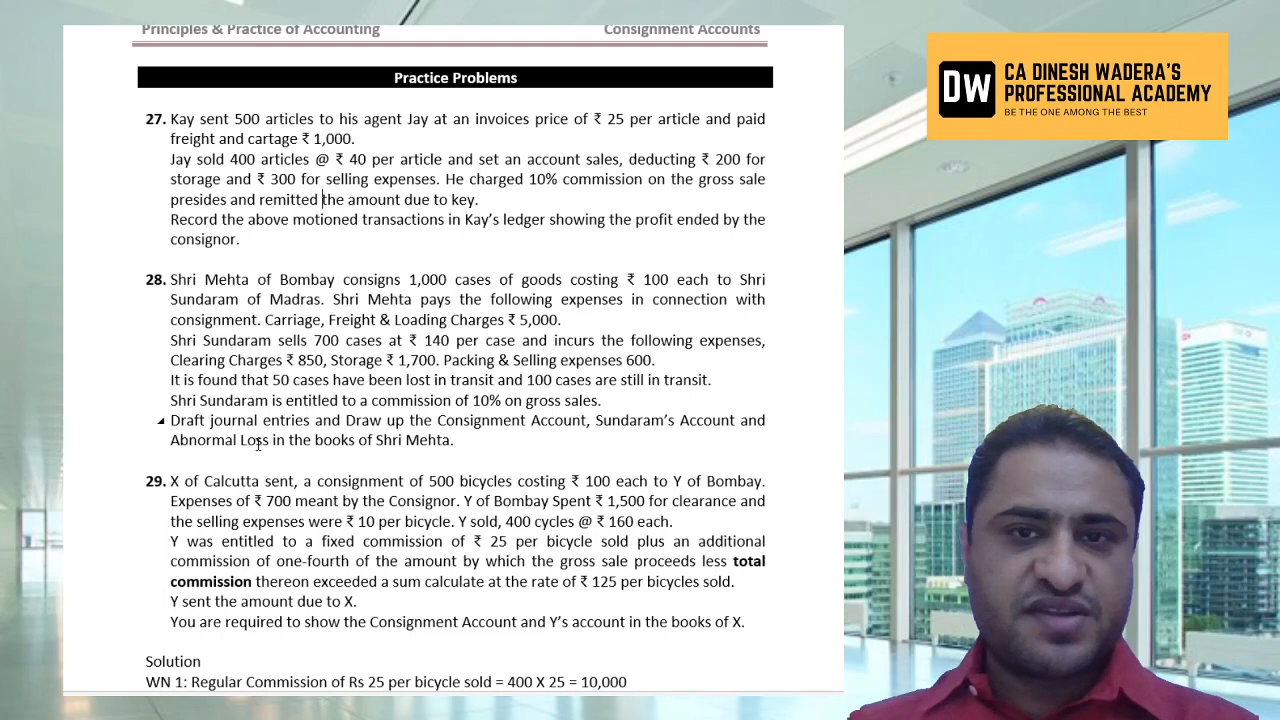 Principles & Practice of Accounting Consignment Accounts
Practice Problems
27. Kay sent 500 articles to his agent Jay at an invoices price of ₹ 25 per article and paid
freight and cartage ₹ 1,000.
Jay sold 400 articles @ ₹ 40 per article and set an account sales, deducting ₹ 200 for
storage and ₹ 300 for selling expenses. He charged 10% commission on the gross sale
presides and remitted the amount due to key.
Record the above motioned transactions in Kay's ledger showing the profit ended by the
consignor.
28. Shri Mehta of Bombay consigns 1,000 cases of goods costing ₹ 100 each to Shri
Sundaram of Madras. Shri Mehta pays the following expenses in connection with
consignment. Carriage, Freight & Loading Charges ₹ 5,000.
Shri Sundaram sells 700 cases at ₹ 140 per case and incurs the following expenses,
Clearing Charges ₹ 850, Storage ₹ 1,700. Packing & Selling expenses 600.
It is found that 50 cases have been lost in transit and 100 cases are still in transit.
Shri Sundaram is entitled to a commission of 10% on gross sales.
Draft journal entries and Draw up the Consignment Account, Sundaram's Account and
Abnormal Loss in the books of Shri Mehta.
29. X of Calcutta sent, a consignment of 500 bicycles costing ₹ 100 each to Y of Bombay.
Expenses of ₹ 700 meant by the Consignor. Y of Bombay Spent ₹ 1,500 for clearance and
the selling expenses were ₹ 10 per bicycle. Y sold, 400 cycles @ ₹ 160 each.
Y was entitled to a fixed commission of ₹ 25 per bicycle sold plus an additional
commission of one-fourth of the amount by which the gross sale proceeds less total
commission thereon exceeded a sum calculate at the rate of ₹ 125 per bicycles sold.
Y sent the amount due to X.
You are required to show the Consignment Account and Y's account in the books of X.
Solution
WN 1: Regular Commission of Rs 25 per bicycle sold = 400 X 25 = 10,000
DW
CA DINESH WADERA'S
PROFESSIONAL ACADEMY
BE THE ONE AMONG THE BEST